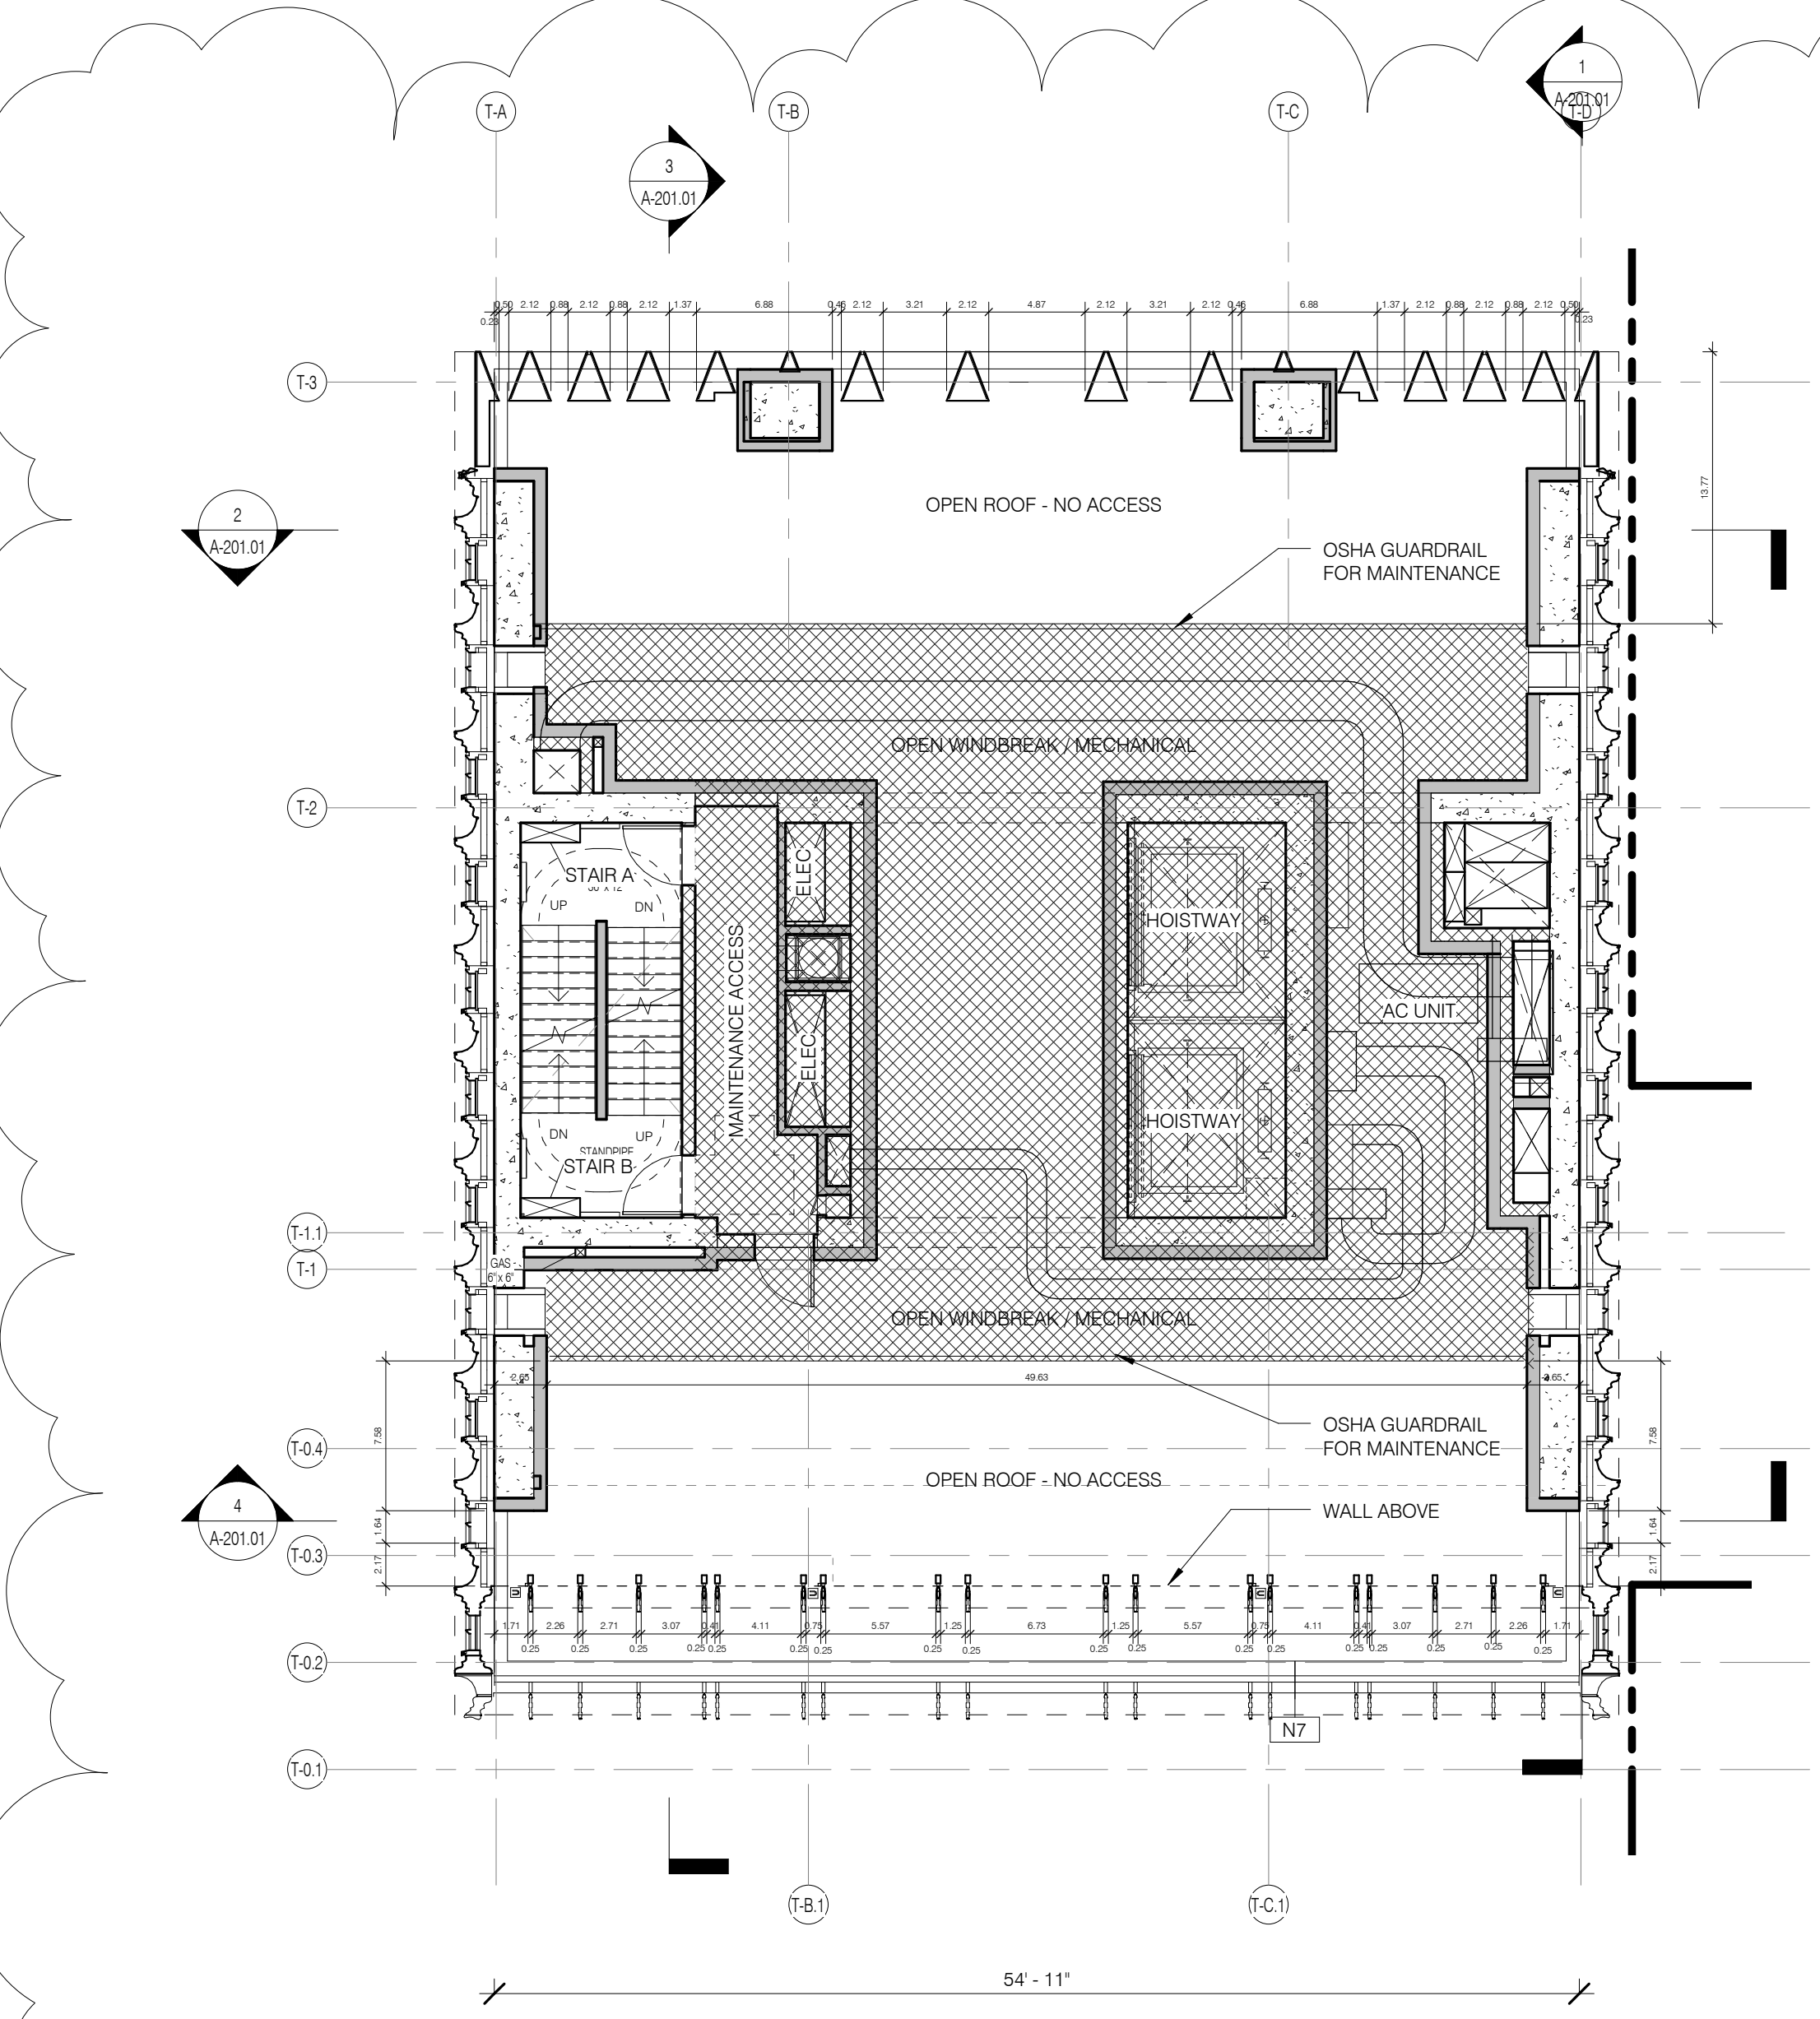 1
A-201.01
T-A
T-B
T-C
T-D
3
A-201.01
0.50 2.12 0.88 2.12 0.88 2.12 1.37 6.88 0.46 2.12 3.21 2.12 4.87 2.12 3.21 2.12 0.46 6.88 1.37 2.12 0.88 2.12 0.88 2.12 0.50
0.23
0.23
T-3
13.77
OPEN ROOF - NO ACCESS
2
A-201.01
OSHA GUARDRAIL
FOR MAINTENANCE
OPEN WINDBREAK / MECHANICAL
T-2
STAIR A
UP
DN
ELEC
MAINTENANCE ACCESS
HOISTWAY
AC UNIT
ELEC
HOISTWAY
DN
UP
STANDPIPE
STAIR B
T-1.1
T-1
GAS
6" x 6"
OPEN WINDBREAK / MECHANICAL
2.65
49.63
2.65
7.58
7.58
OSHA GUARDRAIL
FOR MAINTENANCE
T-0.4
OPEN ROOF - NO ACCESS
4
A-201.01
WALL ABOVE
1.64
1.64
T-0.3
2.17
2.17
1.71 2.26 2.71 3.07 0.41 4.11 0.75 5.57 1.25 6.73 1.25 5.57 0.75 4.11 0.41 3.07 2.71 2.26 1.71
0.25 0.25 0.25 0.25 0.25 0.25 0.25 0.25 0.25 0.25 0.25 0.25 0.25 0.25 0.25 0.25 0.25 0.25
T-0.2
N7
T-0.1
T-B.1
T-C.1
54' - 11"